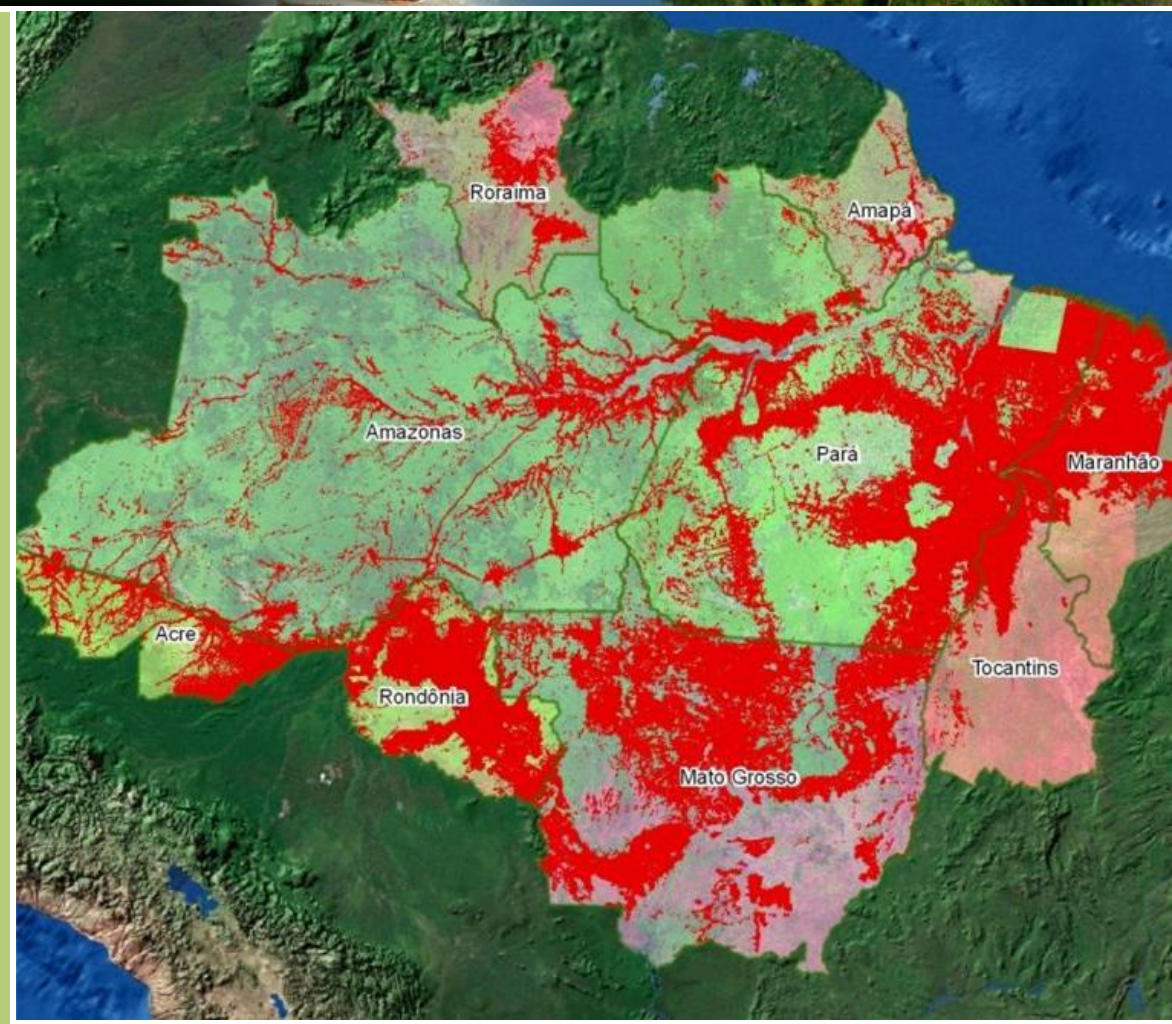 Roraima
Amapá
Amazonas
Pará
Maranhão
Acre
Rondônia
Tocantins
Mato Grosso